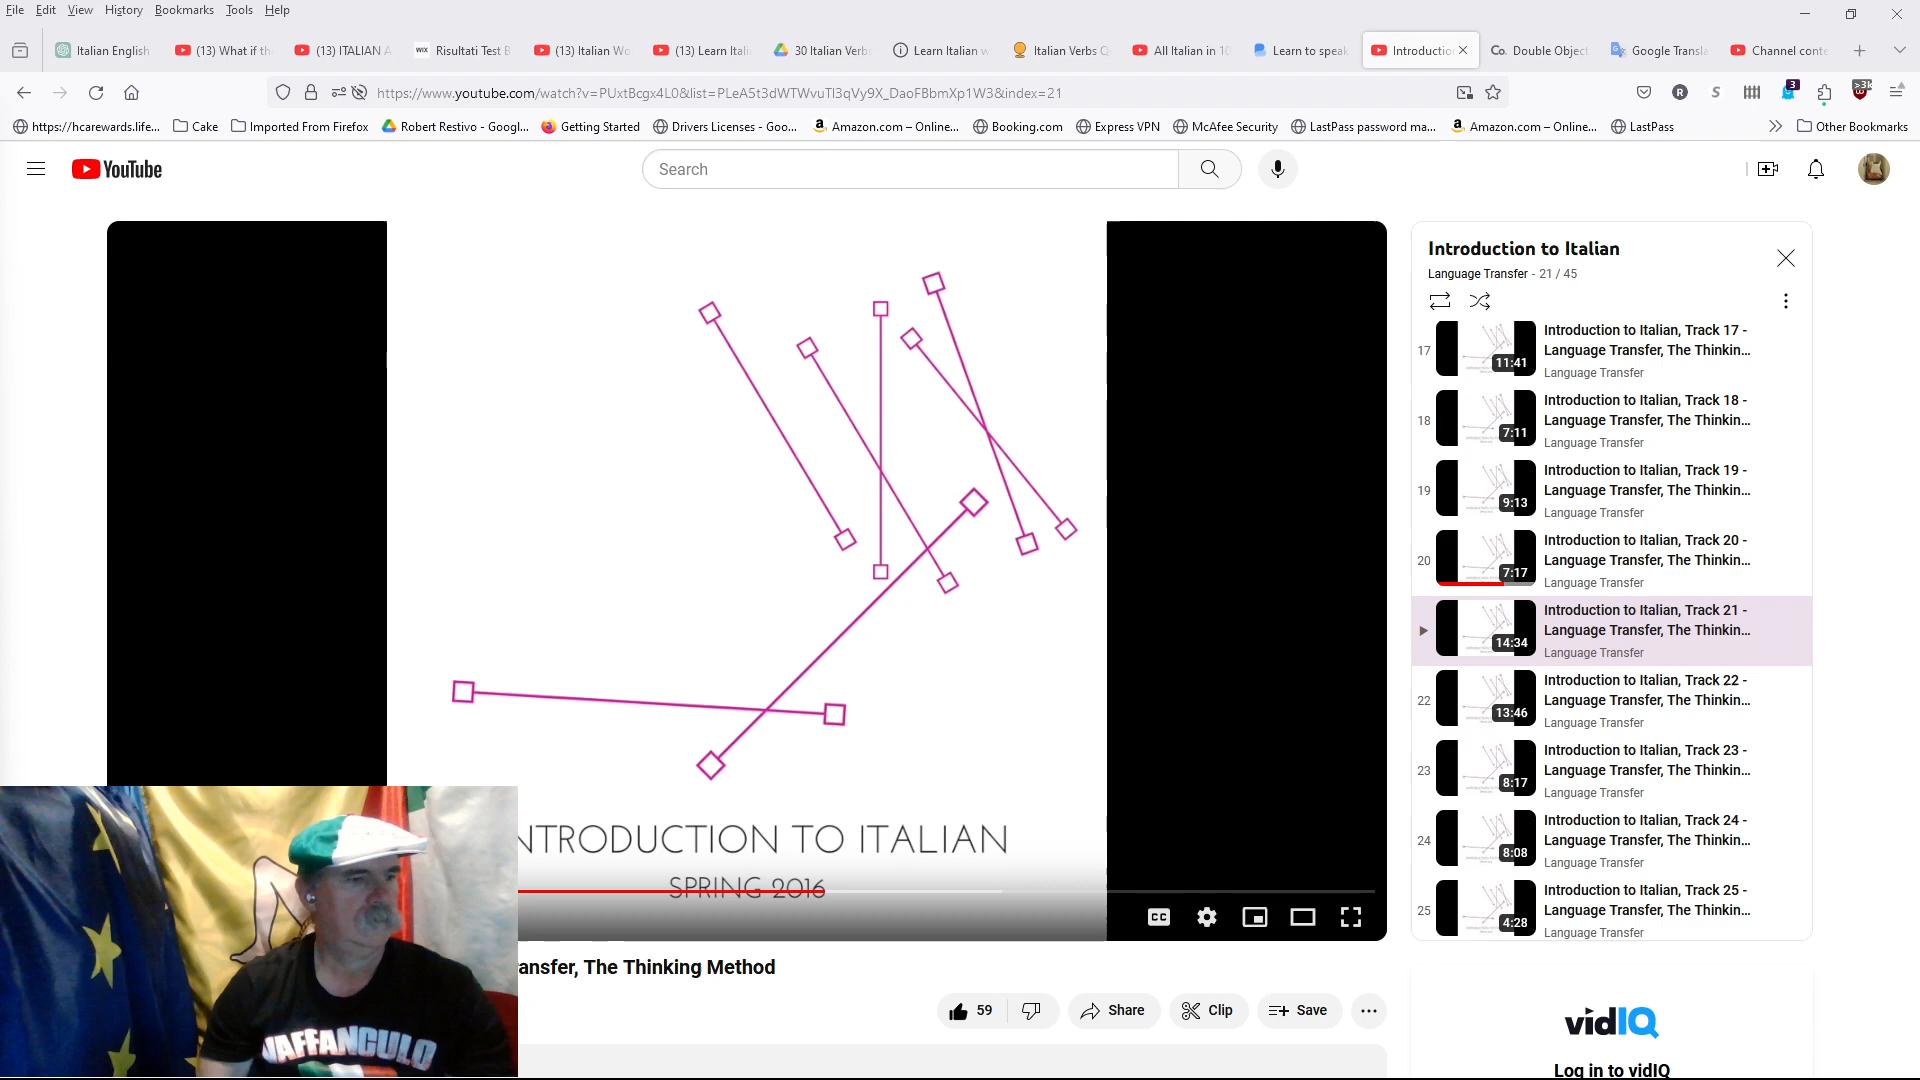 File Edit View History Bookmarks Tools Help
Italian English
(13) What if the
(13) ITALIAN A
Risultati Test B
(13) Italian Wo
(13) Learn Itali
30 Italian Verbs
Learn Italian w
Italian Verbs Q
All Italian in 10
Learn to speak
Introductio
Co. Double Object
Google Transla
Channel conte
https://www.youtube.com/watch?v=PUxtBcgx4L0&list=PLeA5t3dWTWvuTl3qVy9X_DaoFBbmXp1W3&index=21
3
>3k
https://hcarewards.life...
Cake
Imported From Firefox
Robert Restivo - Googl...
Getting Started
Drivers Licenses - Goo...
Amazon.com – Online...
Booking.com
Express VPN
McAfee Security
LastPass password ma...
Amazon.com – Online...
LastPass
Other Bookmarks
YouTube
Search
NTRODUCTION TO ITALIAN
SPRING 2016
VAFFANCULO
ansfer, The Thinking Method
59
Share
Clip
Save
Introduction to Italian
Language Transfer - 21 / 45
17
11:41
Introduction to Italian, Track 17 -
Language Transfer, The Thinkin...
Language Transfer
18
7:11
Introduction to Italian, Track 18 -
Language Transfer, The Thinkin...
Language Transfer
19
9:13
Introduction to Italian, Track 19 -
Language Transfer, The Thinkin...
Language Transfer
20
7:17
Introduction to Italian, Track 20 -
Language Transfer, The Thinkin...
Language Transfer
14:34
Introduction to Italian, Track 21 -
Language Transfer, The Thinkin...
Language Transfer
22
13:46
Introduction to Italian, Track 22 -
Language Transfer, The Thinkin...
Language Transfer
23
8:17
Introduction to Italian, Track 23 -
Language Transfer, The Thinkin...
Language Transfer
24
8:08
Introduction to Italian, Track 24 -
Language Transfer, The Thinkin...
Language Transfer
25
4:28
Introduction to Italian, Track 25 -
Language Transfer, The Thinkin...
Language Transfer
vidIQ
Log in to vidIQ